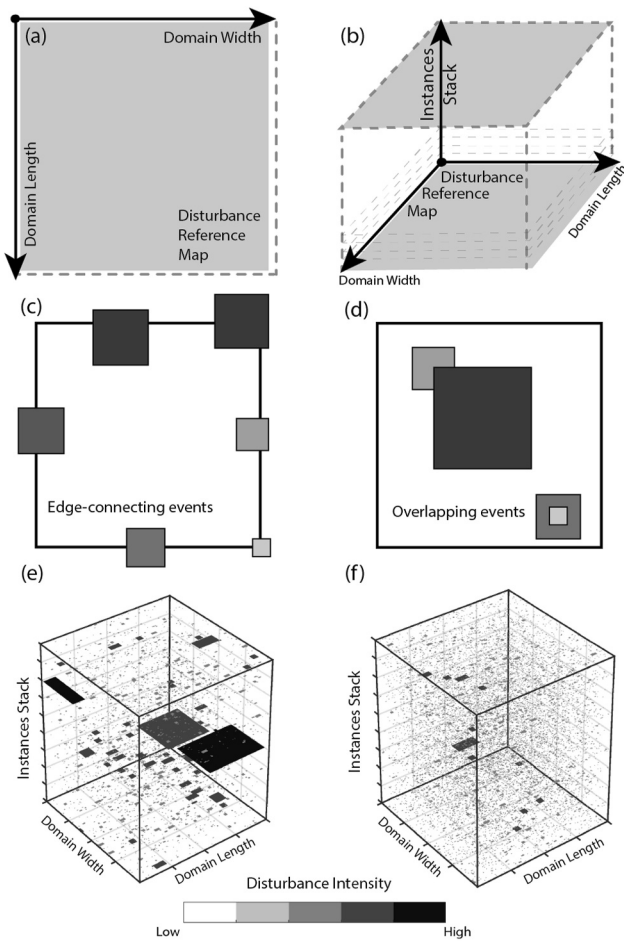 (a)
Domain Width
Domain Length
Disturbance
Reference
Map
(b)
Instances
Stack
Disturbance
Reference
Map
Domain Length
Domain Width
(c)
Edge-connecting events
(d)
Overlapping events
(e)
Instances Stack
Domain Width
Domain Length
(f)
Instances Stack
Domain Width
Domain Length
Disturbance Intensity
Low
High